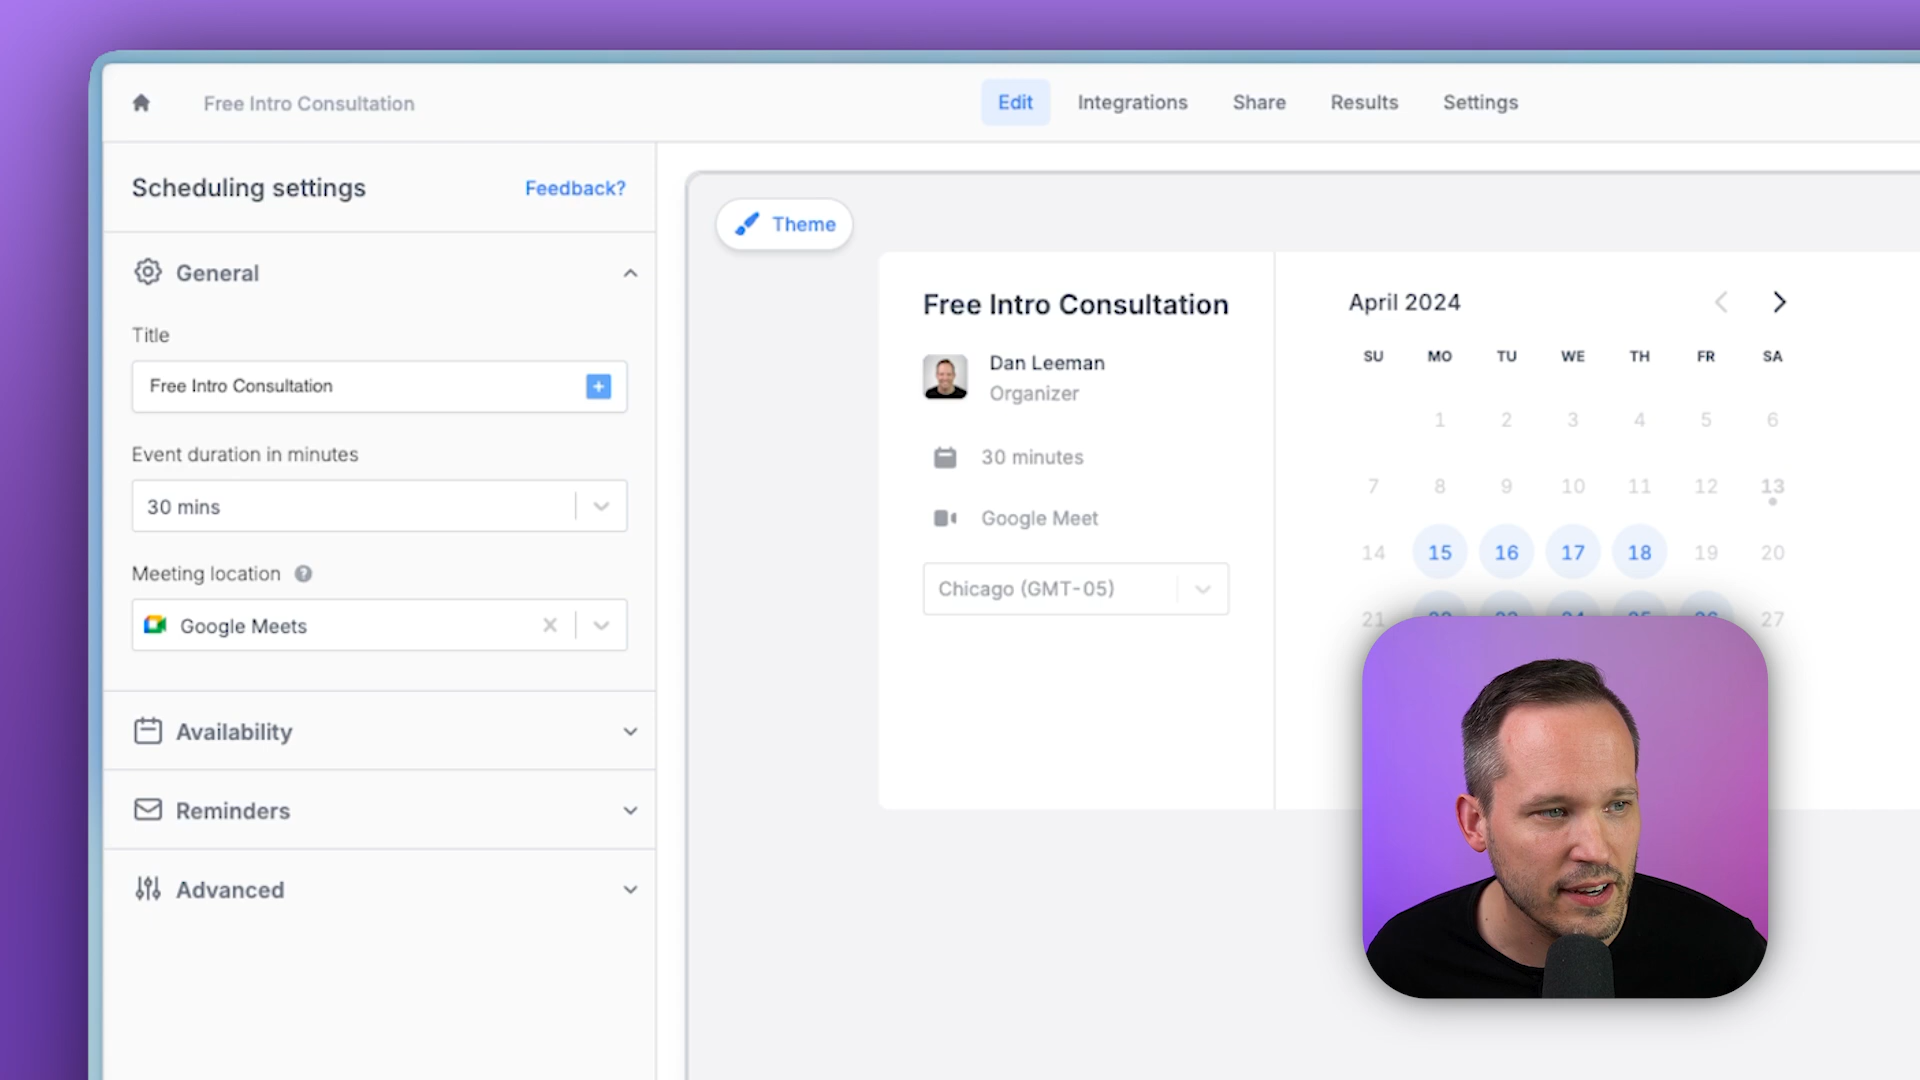 Free Intro Consultation
Edit Integrations Share Results Settings
Scheduling settings Feedback?
General
Title
Free Intro Consultation
Event duration in minutes
30 mins
Meeting location
Google Meets
Availability
Reminders
Advanced
Theme
Free Intro Consultation
Dan Leeman
Organizer
30 minutes
Google Meet
Chicago (GMT-05)
April 2024
SU MO TU WE TH FR SA
1 2 3 4 5 6
7 8 9 10 11 12 13
14 15 16 17 18 19 20
21 27